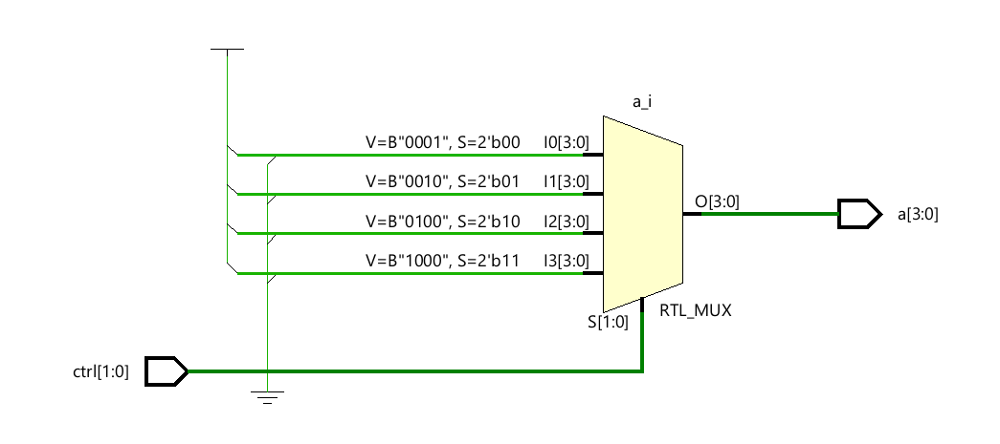 a_i
V=B"0001", S=2'b00 I0[3:0]
V=B"0010", S=2'b01 I1[3:0]
O[3:0]
a[3:0]
V=B"0100", S=2'b10 I2[3:0]
V=B"1000", S=2'b11 I3[3:0]
RTL_MUX
S[1:0]
ctrl[1:0]